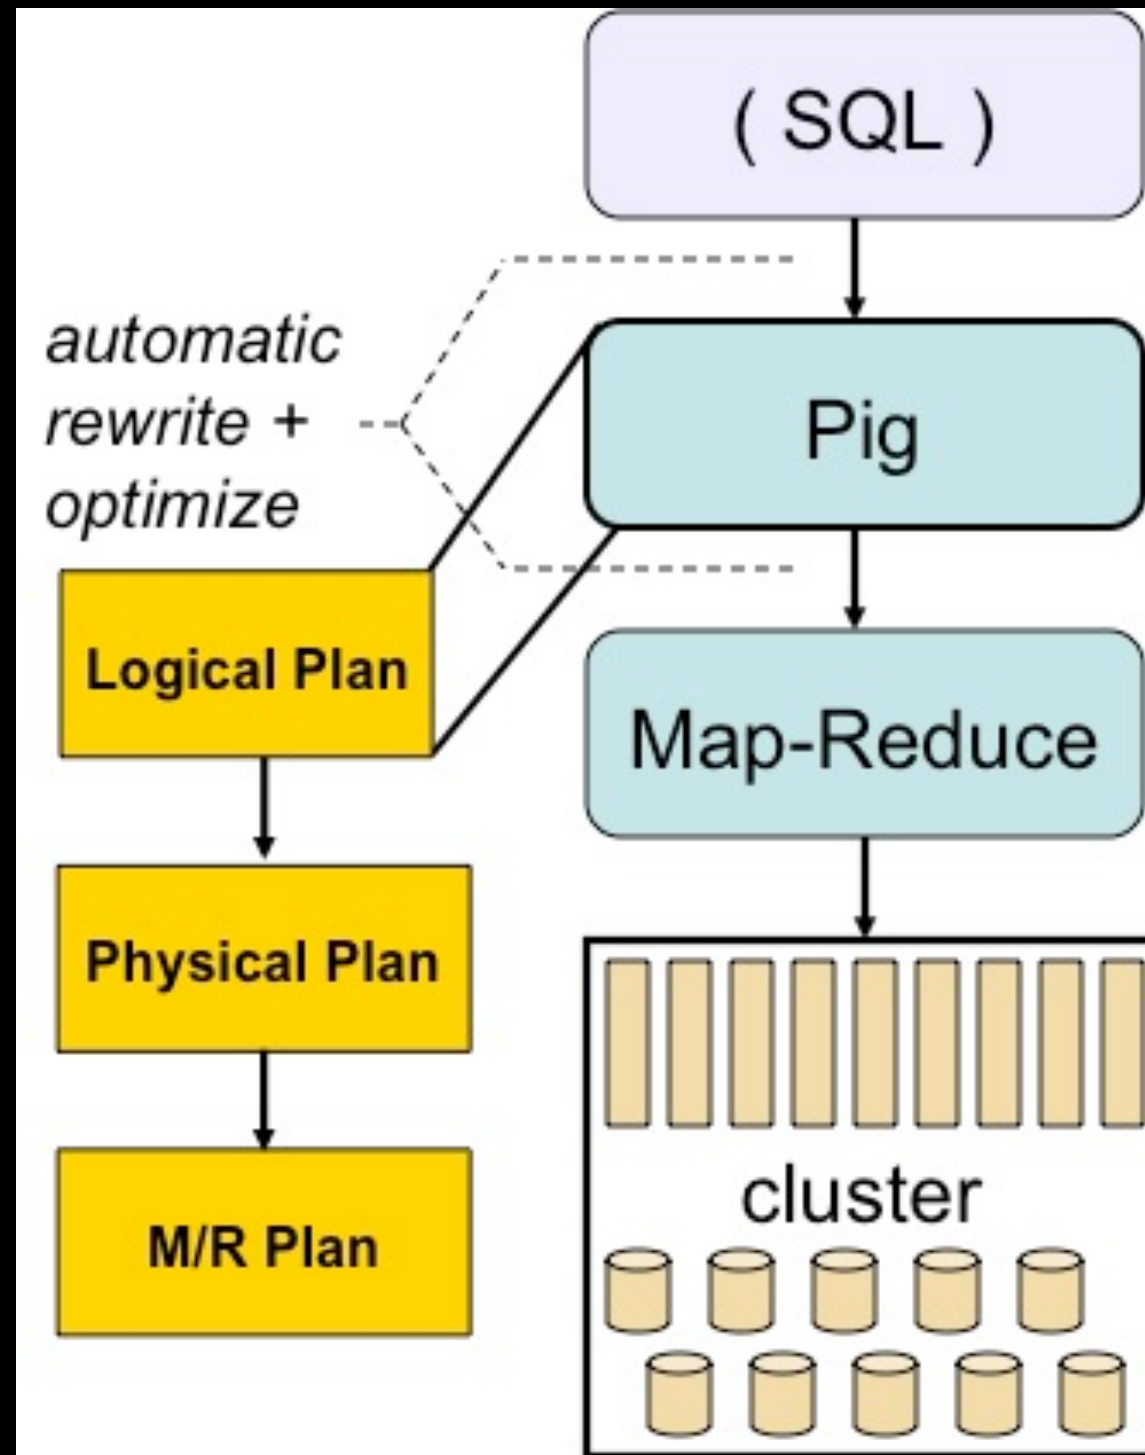 ( SQL )
automatic
rewrite +
optimize
Pig
Logical Plan
Map-Reduce
Physical Plan
M/R Plan
cluster